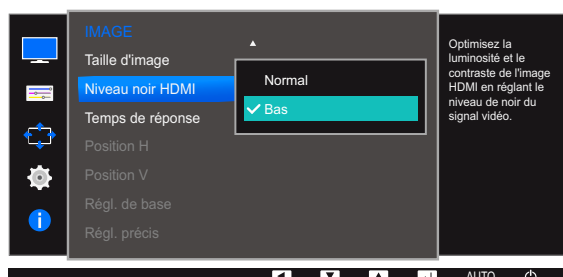 IMAGE
Taille d'image
Niveau noir HDMI
Temps de réponse
Position H
Position V
Régl. de base
Régl. précis
Normal
Bas
Optimisez la
luminosité et le
contraste de l'image
HDMI en réglant le
niveau de noir du
signal vidéo.
AUTO